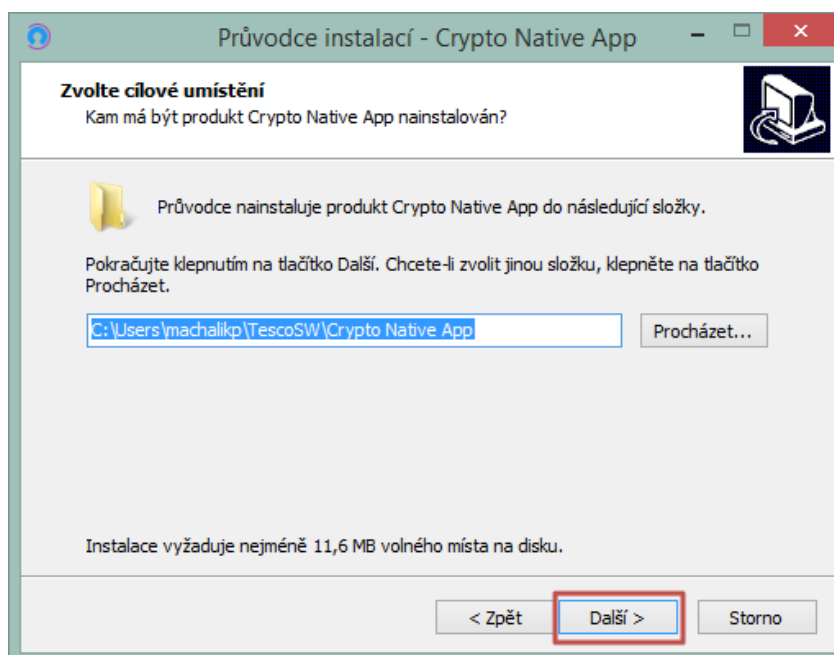 Průvodce instalací - Crypto Native App
Zvolte cílové umístění
Kam má být produkt Crypto Native App nainstalován?
Průvodce nainstaluje produkt Crypto Native App do následující složky.
Pokračujte klepnutím na tlačítko Další. Chcete-li zvolit jinou složku, klepněte na tlačítko
Procházet.
C:\Users\machalikp\TescoSW\Crypto Native App
Procházet...
Instalace vyžaduje nejméně 11,6 MB volného místa na disku.
< Zpět
Další >
Storno